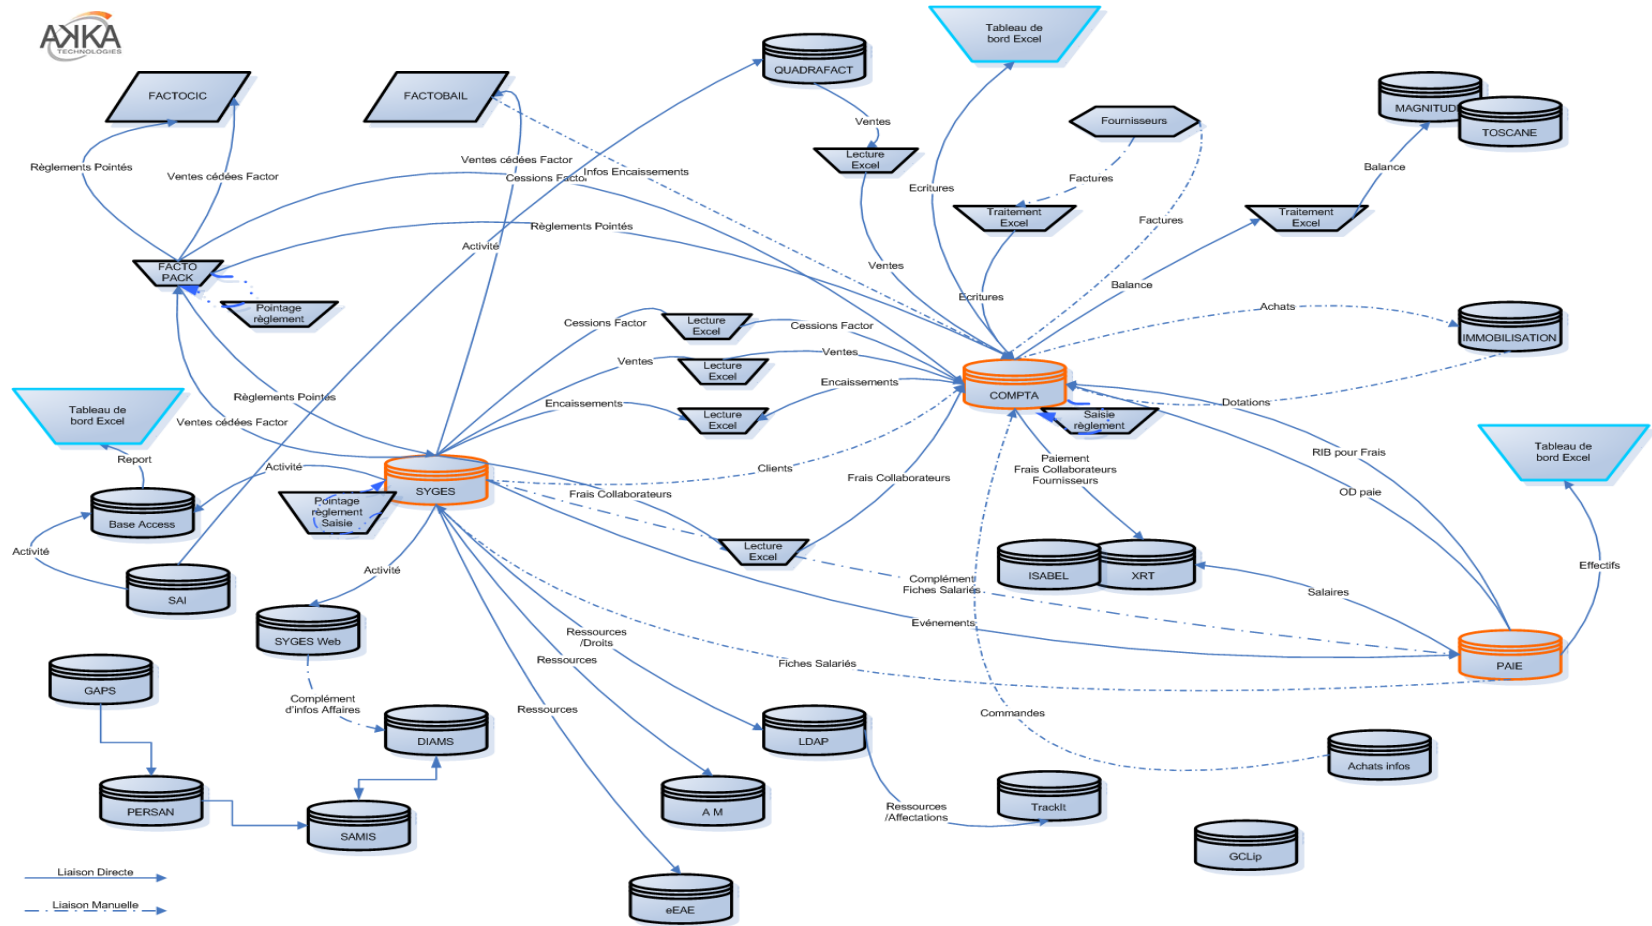 AKKA
TECHNOLOGIES
Tableau de
bord Excel
QUADRAFACT
FACTOCIC
FACTOBAIL
MAGNITUD
TOSCANE
Fournisseurs
Ventes
Lecture
Excel
Ventes cédées Factor
Règlements Pointés
Ventes cédées Factor
Cessions Factor
Infos Encaissements
Ecritures
Factures
Balance
Traitement
Excel
Traitement
Excel
Factures
Règlements Pointés
Activité
Ventes
FACTO
PACK
Balance
Ecritures
Pointage
règlement
Achats
Cessions Factor
Lecture
Excel
Cessions Factor
IMMOBILISATION
Ventes
Lecture
Excel
Ventes
Encaissements
COMPTA
Règlements Pointés
Encaissements
Lecture
Excel
Dotations
Saisie
règlement
Tableau de
bord Excel
Ventes cédées Factor
Tableau de
bord Excel
Report
Activité
Clients
Paiement
Frais Collaborateurs
Fournisseurs
RIB pour Frais
OD paie
Frais Collaborateurs
Frais Collaborateurs
SYGES
Pointage
règlement
Saisie
Base Access
Activité
Lecture
Excel
Activité
ISABEL
XRT
Effectifs
Complément
Fiches Salariés
Salaires
SAI
Evénements
SYGES Web
Ressources
/Droits
Ressources
Fiches Salariés
PAIE
GAPS
Complément
d'infos Affaires
Ressources
Commandes
DIAMS
LDAP
Achats infos
PERSAN
SAMIS
A M
Ressources
/Affectations
TrackIt
GCLip
Liaison Directe
Liaison Manuelle
eEAE